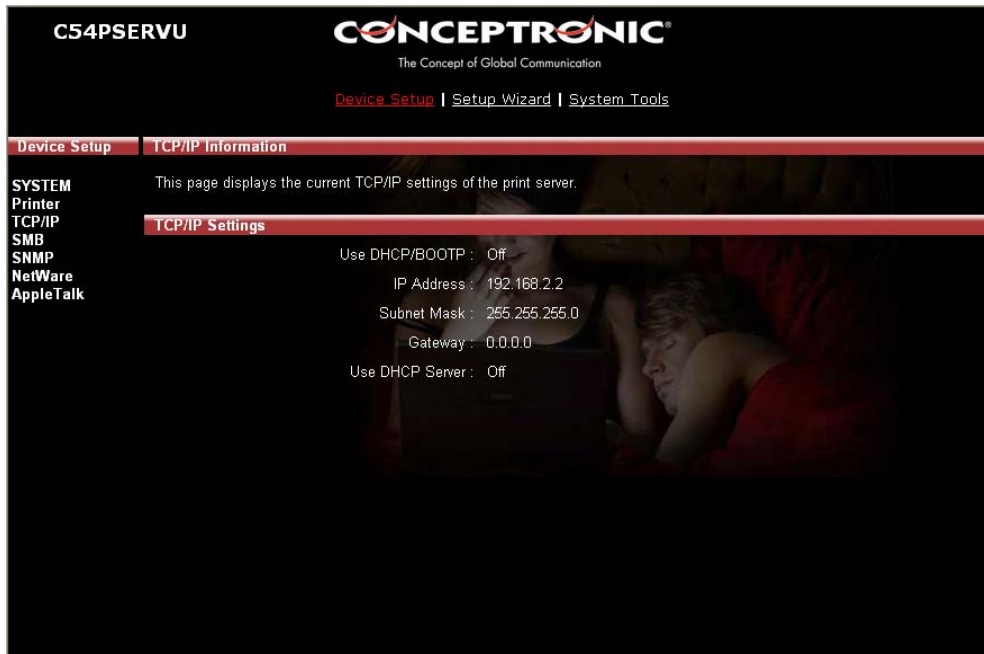 C54PSERVU
CONCEPTRONIC®
The Concept of Global Communication
Device Setup | Setup Wizard | System Tools
Device Setup
SYSTEM
Printer
TCP/IP
SMB
SNMP
NetWare
AppleTalk
TCP/IP Information
This page displays the current TCP/IP settings of the print server.
TCP/IP Settings
Use DHCP/BOOTP : Off
IP Address : 192.168.2.2
Subnet Mask : 255.255.255.0
Gateway : 0.0.0.0
Use DHCP Server : Off